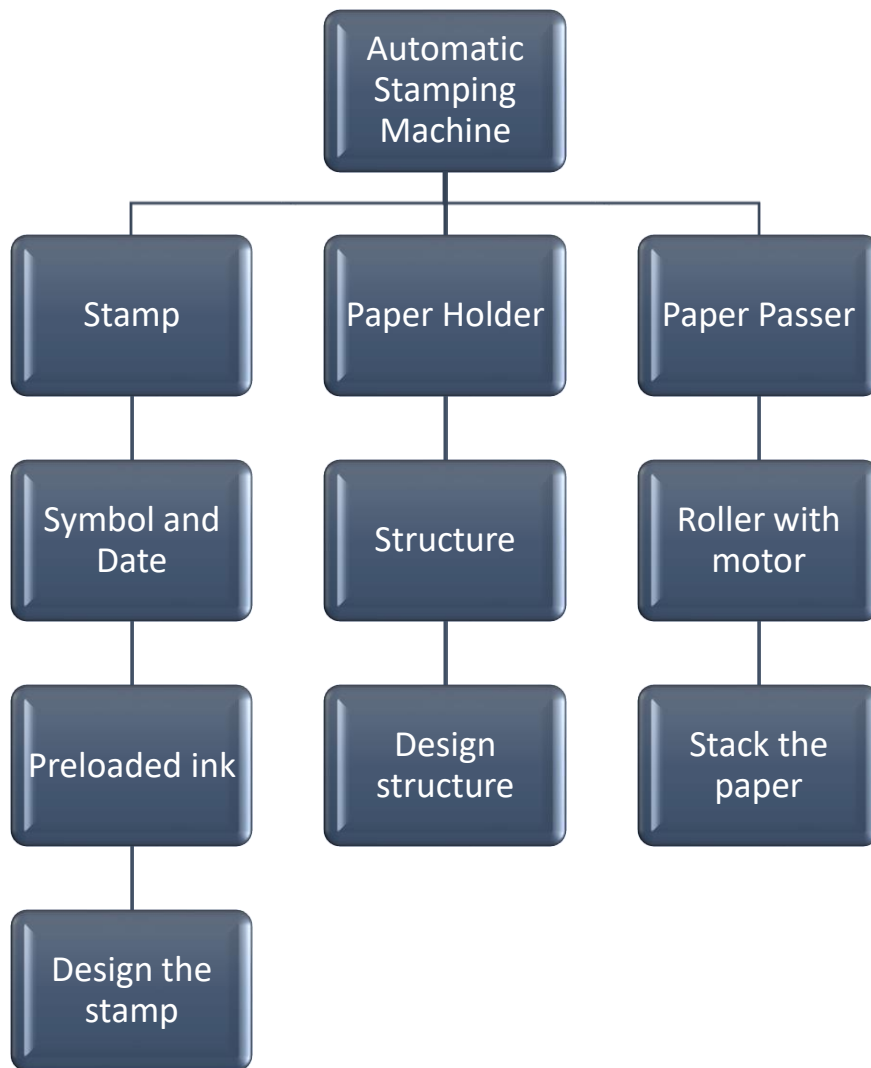 Automatic
Stamping
Machine
Stamp
Paper Holder
Paper Passer
Symbol and
Date
Structure
Roller with
motor
Preloaded ink
Design
structure
Stack the
paper
Design the
stamp